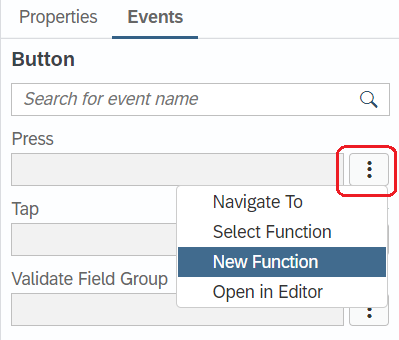 Properties Events
Button
Search for event name
Press
Navigate To
Tap
Select Function
New Function
Validate Field Group
Open in Editor